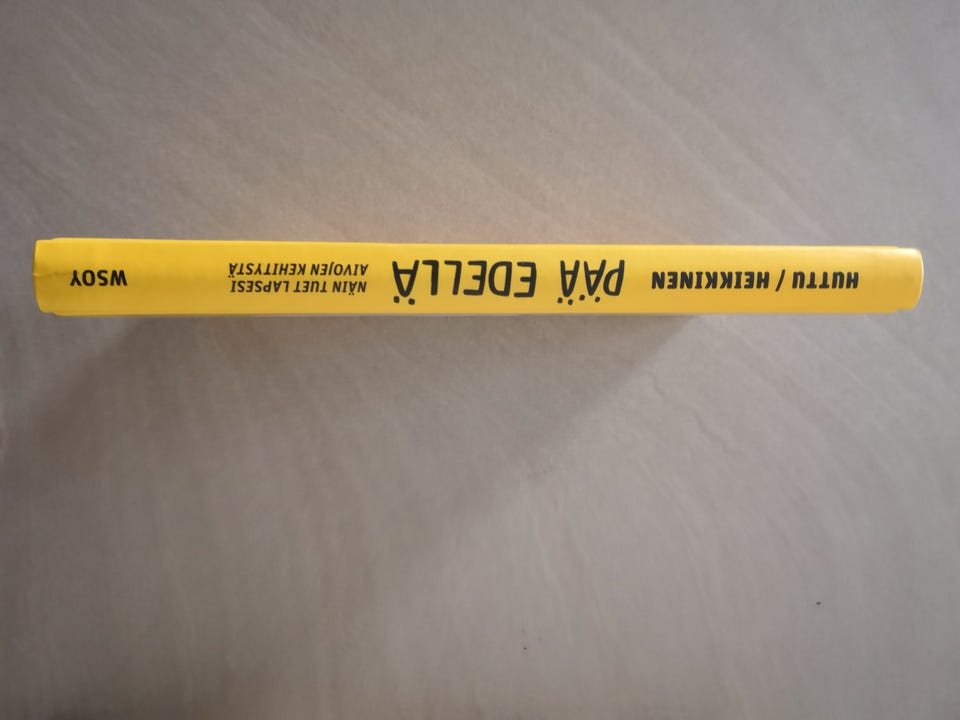 HUTTU / HEIKKINEN
PÄÄ EDELLÄ
NÄIN TUET LAPSESI
AIVOJEN KEHITYSTÄ
WSOY